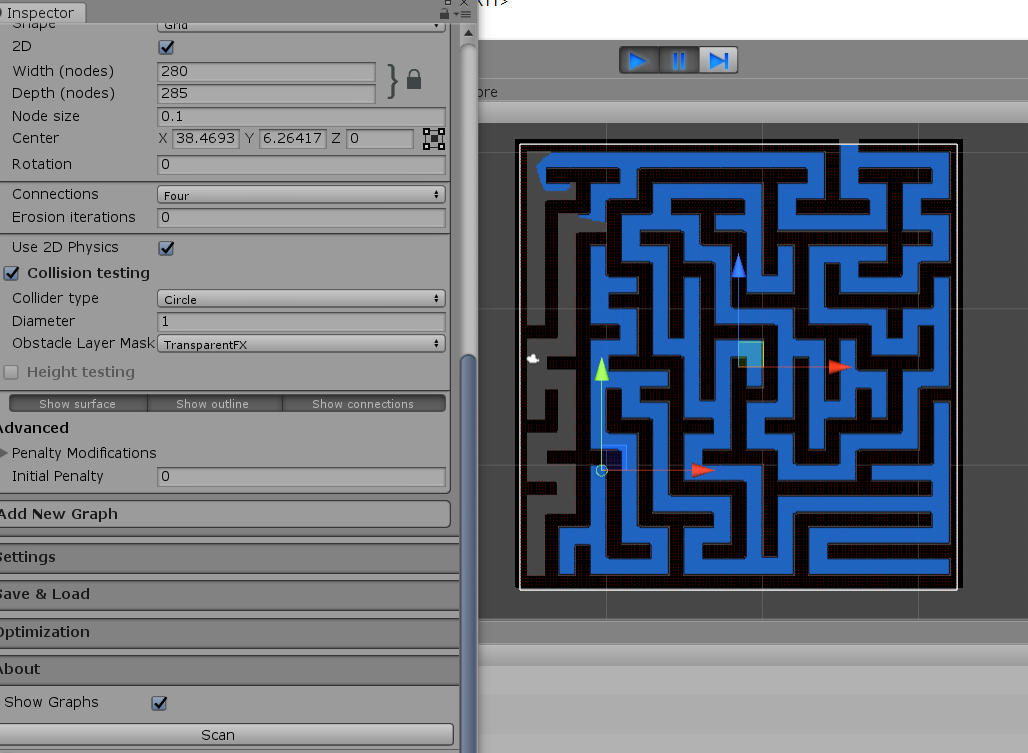 Inspector
Shape Grid
2D
Width (nodes) 280
Depth (nodes) 285
Node size 0.1
Center X 38.4693 Y 6.26417 Z 0
Rotation 0
Connections Four
Erosion iterations 0
Use 2D Physics
Collision testing
Collider type Circle
Diameter 1
Obstacle Layer Mask TransparentFX
Height testing
Show surface Show outline Show connections
Advanced
Penalty Modifications
Initial Penalty 0
Add New Graph
Settings
Save & Load
Optimization
About
Show Graphs
Scan
ore